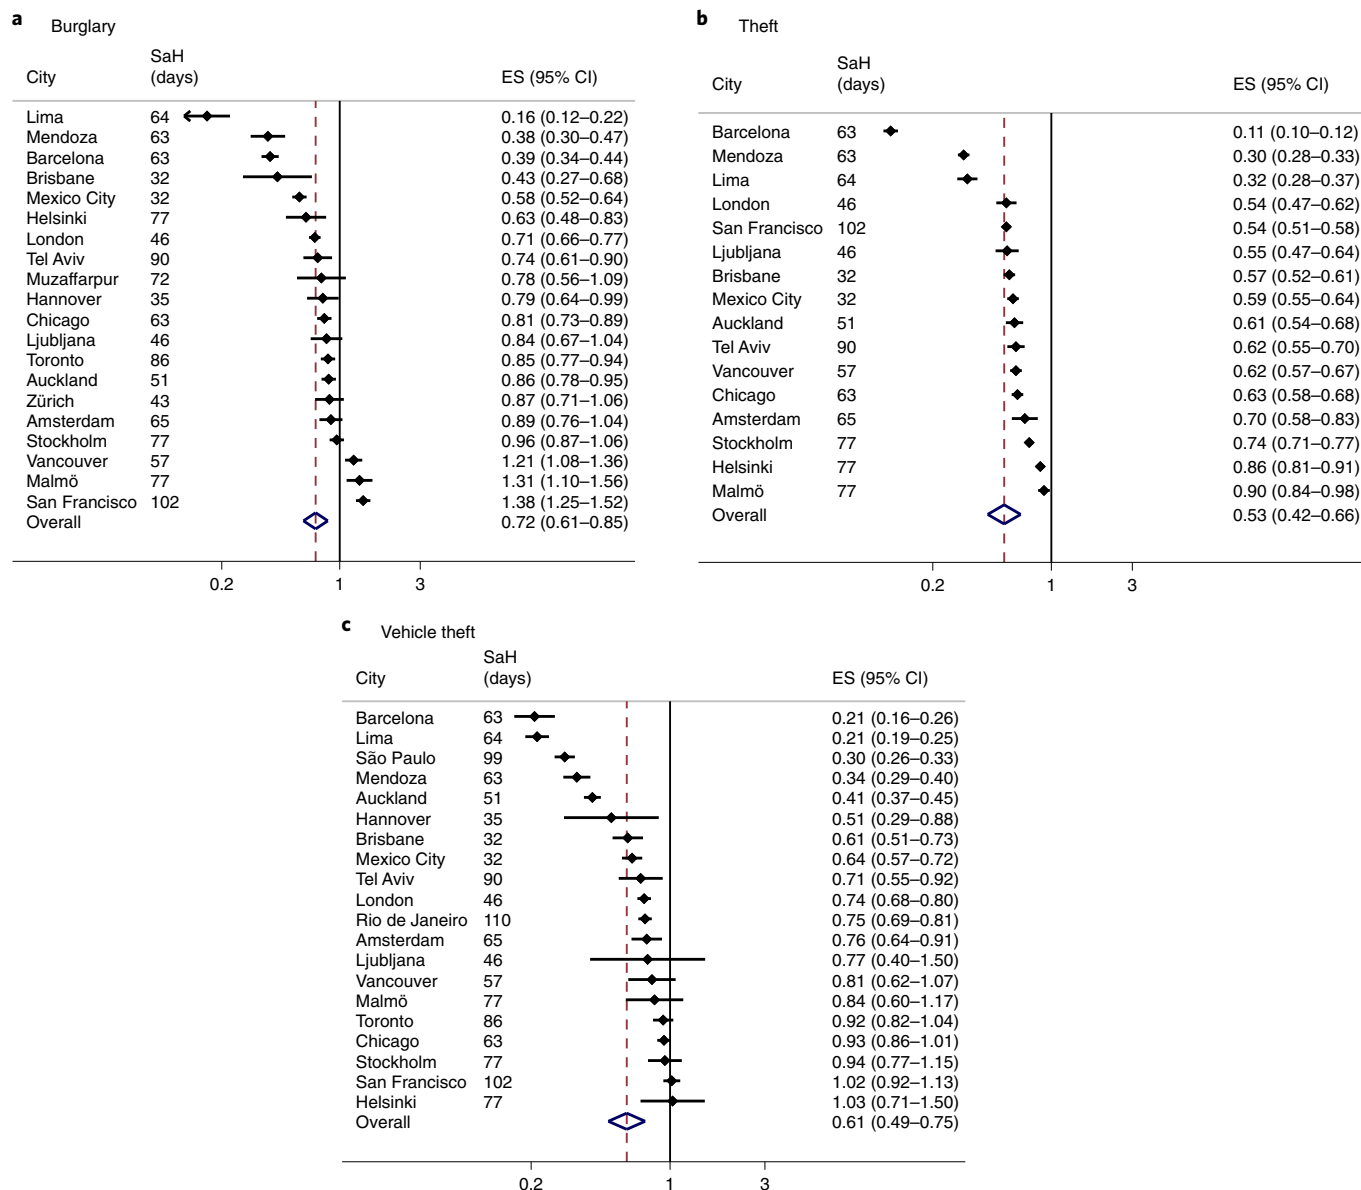 a Burglary
City SaH (days) ES (95% CI)
Lima 64 0.16 (0.12–0.22)
Mendoza 63 0.38 (0.30–0.47)
Barcelona 63 0.39 (0.34–0.44)
Brisbane 32 0.43 (0.27–0.68)
Mexico City 32 0.58 (0.52–0.64)
Helsinki 77 0.63 (0.48–0.83)
London 46 0.71 (0.66–0.77)
Tel Aviv 90 0.74 (0.61–0.90)
Muzaffarpur 72 0.78 (0.56–1.09)
Hannover 35 0.79 (0.64–0.99)
Chicago 63 0.81 (0.73–0.89)
Ljubljana 46 0.84 (0.67–1.04)
Toronto 86 0.85 (0.77–0.94)
Auckland 51 0.86 (0.78–0.95)
Zürich 43 0.87 (0.71–1.06)
Amsterdam 65 0.89 (0.76–1.04)
Stockholm 77 0.96 (0.87–1.06)
Vancouver 57 1.21 (1.08–1.36)
Malmö 77 1.31 (1.10–1.56)
San Francisco 102 1.38 (1.25–1.52)
Overall 0.72 (0.61–0.85)
0.2 1 3
b Theft
City SaH (days) ES (95% CI)
Barcelona 63 0.11 (0.10–0.12)
Mendoza 63 0.30 (0.28–0.33)
Lima 64 0.32 (0.28–0.37)
London 46 0.54 (0.47–0.62)
San Francisco 102 0.54 (0.51–0.58)
Ljubljana 46 0.55 (0.47–0.64)
Brisbane 32 0.57 (0.52–0.61)
Mexico City 32 0.59 (0.55–0.64)
Auckland 51 0.61 (0.54–0.68)
Tel Aviv 90 0.62 (0.55–0.70)
Vancouver 57 0.62 (0.57–0.67)
Chicago 63 0.63 (0.58–0.68)
Amsterdam 65 0.70 (0.58–0.83)
Stockholm 77 0.74 (0.71–0.77)
Helsinki 77 0.86 (0.81–0.91)
Malmö 77 0.90 (0.84–0.98)
Overall 0.53 (0.42–0.66)
0.2 1 3
c Vehicle theft
City SaH (days) ES (95% CI)
Barcelona 63 0.21 (0.16–0.26)
Lima 64 0.21 (0.19–0.25)
São Paulo 99 0.30 (0.26–0.33)
Mendoza 63 0.34 (0.29–0.40)
Auckland 51 0.41 (0.37–0.45)
Hannover 35 0.51 (0.29–0.88)
Brisbane 32 0.61 (0.51–0.73)
Mexico City 32 0.64 (0.57–0.72)
Tel Aviv 90 0.71 (0.55–0.92)
London 46 0.74 (0.68–0.80)
Rio de Janeiro 110 0.75 (0.69–0.81)
Amsterdam 65 0.76 (0.64–0.91)
Ljubljana 46 0.77 (0.40–1.50)
Vancouver 57 0.81 (0.62–1.07)
Malmö 77 0.84 (0.60–1.17)
Toronto 86 0.92 (0.82–1.04)
Chicago 63 0.93 (0.86–1.01)
Stockholm 77 0.94 (0.77–1.15)
San Francisco 102 1.02 (0.92–1.13)
Helsinki 77 1.03 (0.71–1.50)
Overall 0.61 (0.49–0.75)
0.2 1 3